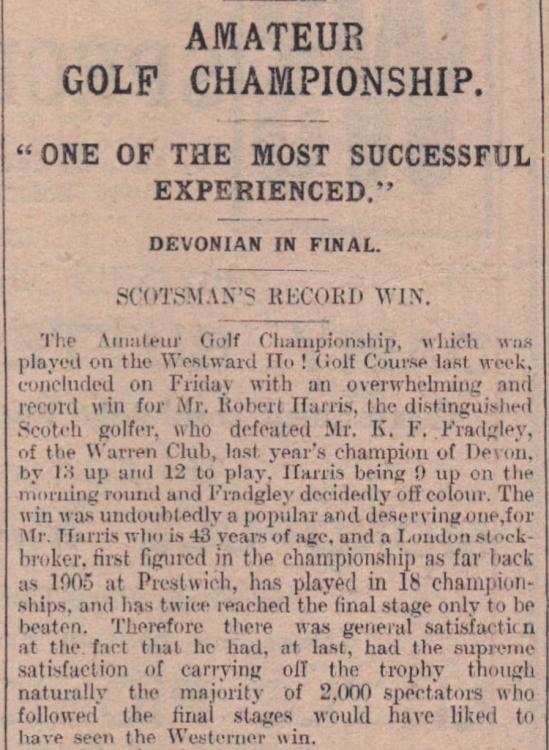 AMATEUR
GOLF CHAMPIONSHIP.
"ONE OF THE MOST SUCCESSFUL
EXPERIENCED."
DEVONIAN IN FINAL.
SCOTSMAN'S RECORD WIN.
The Amateur Golf Championship, which was
played on the Westward Ho! Golf Course last week,
concluded on Friday with an overwhelming and
record win for Mr. Robert Harris, the distinguished
Scotch golfer, who defeated Mr. K. F. Fradgley,
of the Warren Club, last year's champion of Devon,
by 13 up and 12 to play, Harris being 9 up on the
morning round and Fradgley decidedly off colour. The
win was undoubtedly a popular and deserving one, for
Mr. Harris who is 43 years of age, and a London stock-
broker, first figured in the championship as far back
as 1905 at Prestwich, has played in 18 champion-
ships, and has twice reached the final stage only to be
beaten. Therefore there was general satisfaction
at the fact that he had, at last, had the supreme
satisfaction of carrying off the trophy though
naturally the majority of 2,000 spectators who
followed the final stages would have liked to
have seen the Westerner win.